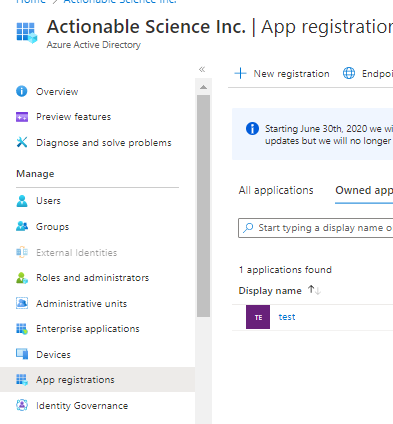 Home > Actionable Science Inc.
Actionable Science Inc. | App registration
Azure Active Directory
«
+ New registration
Overview
Preview features
Diagnose and solve problems
Manage
Users
Groups
External Identities
Roles and administrators
Administrative units
Enterprise applications
Devices
App registrations
Identity Governance
Starting June 30th, 2020 we wi
updates but we will no longer
All applications Owned app
Start typing a display name o
1 applications found
Display name ↑↓
TE test